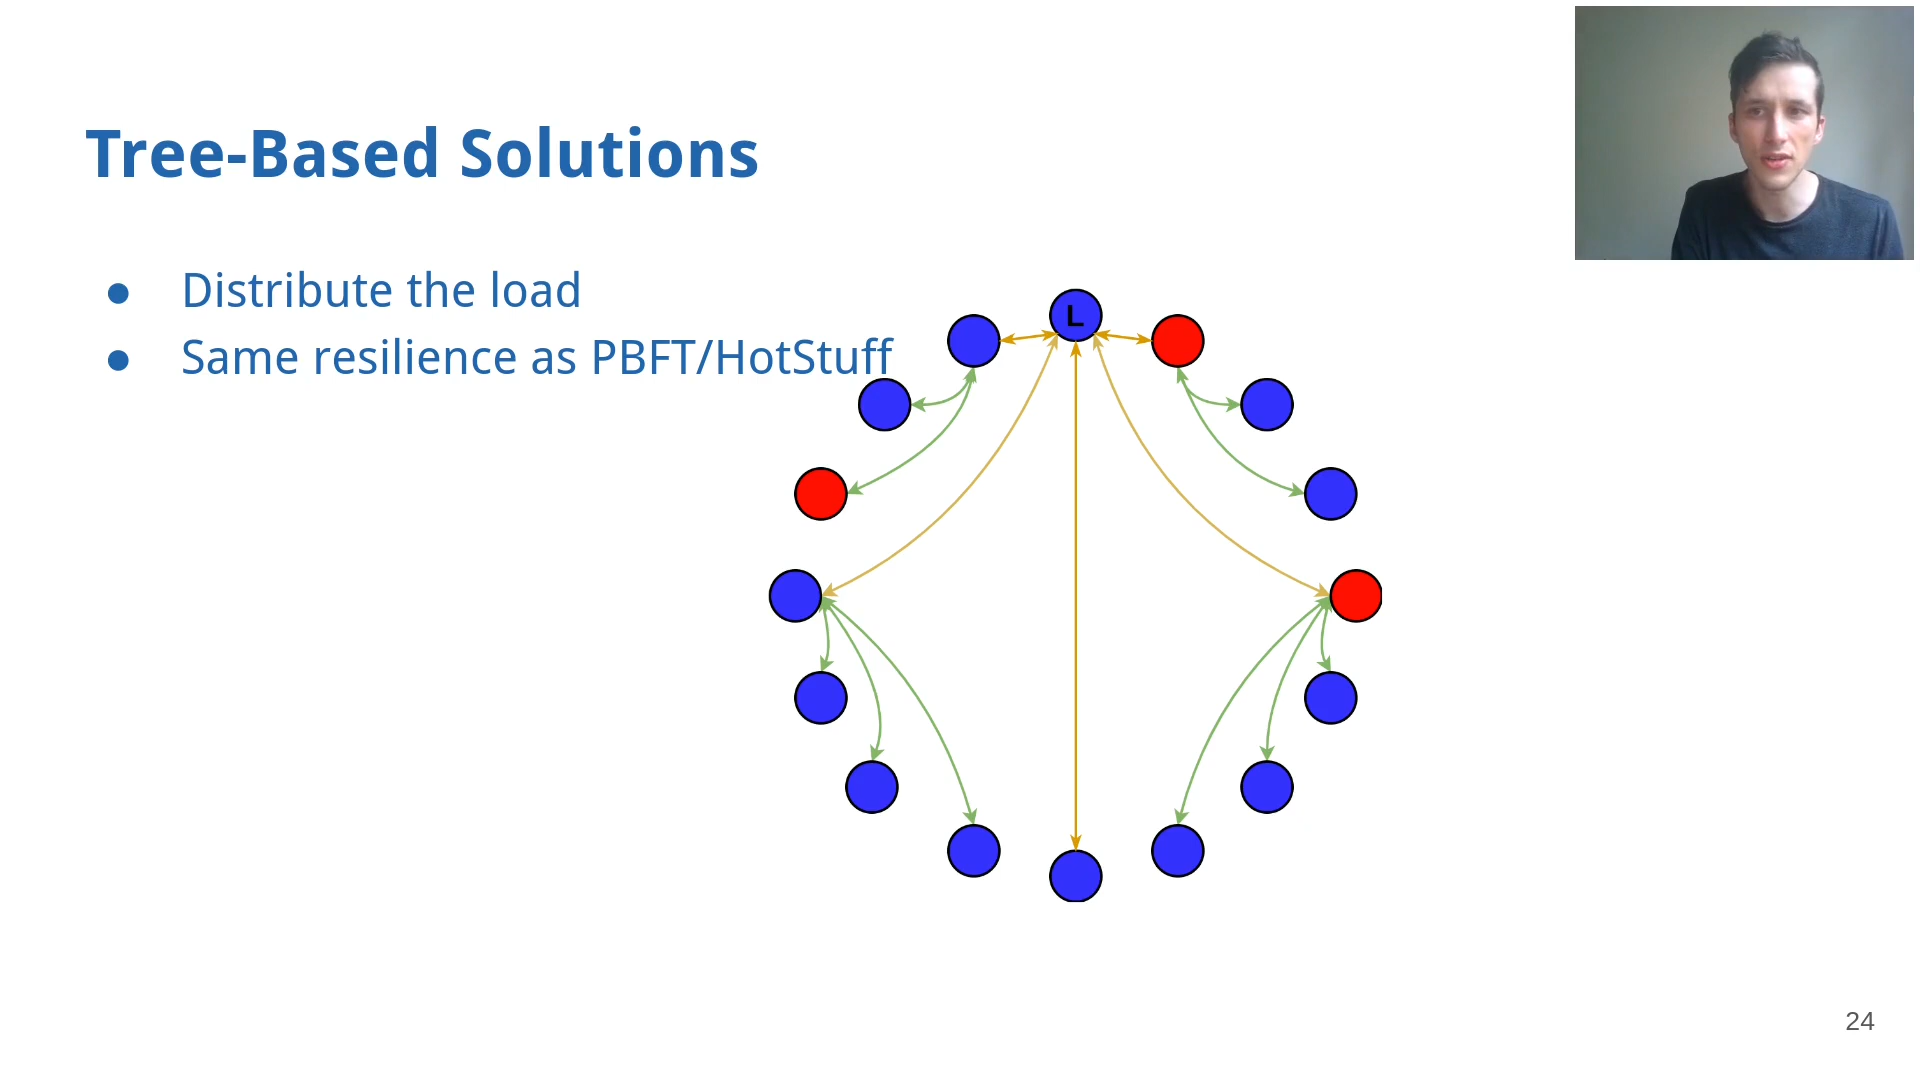 Tree-Based Solutions
● Distribute the load
● Same resilience as PBFT/HotStuff
L
24